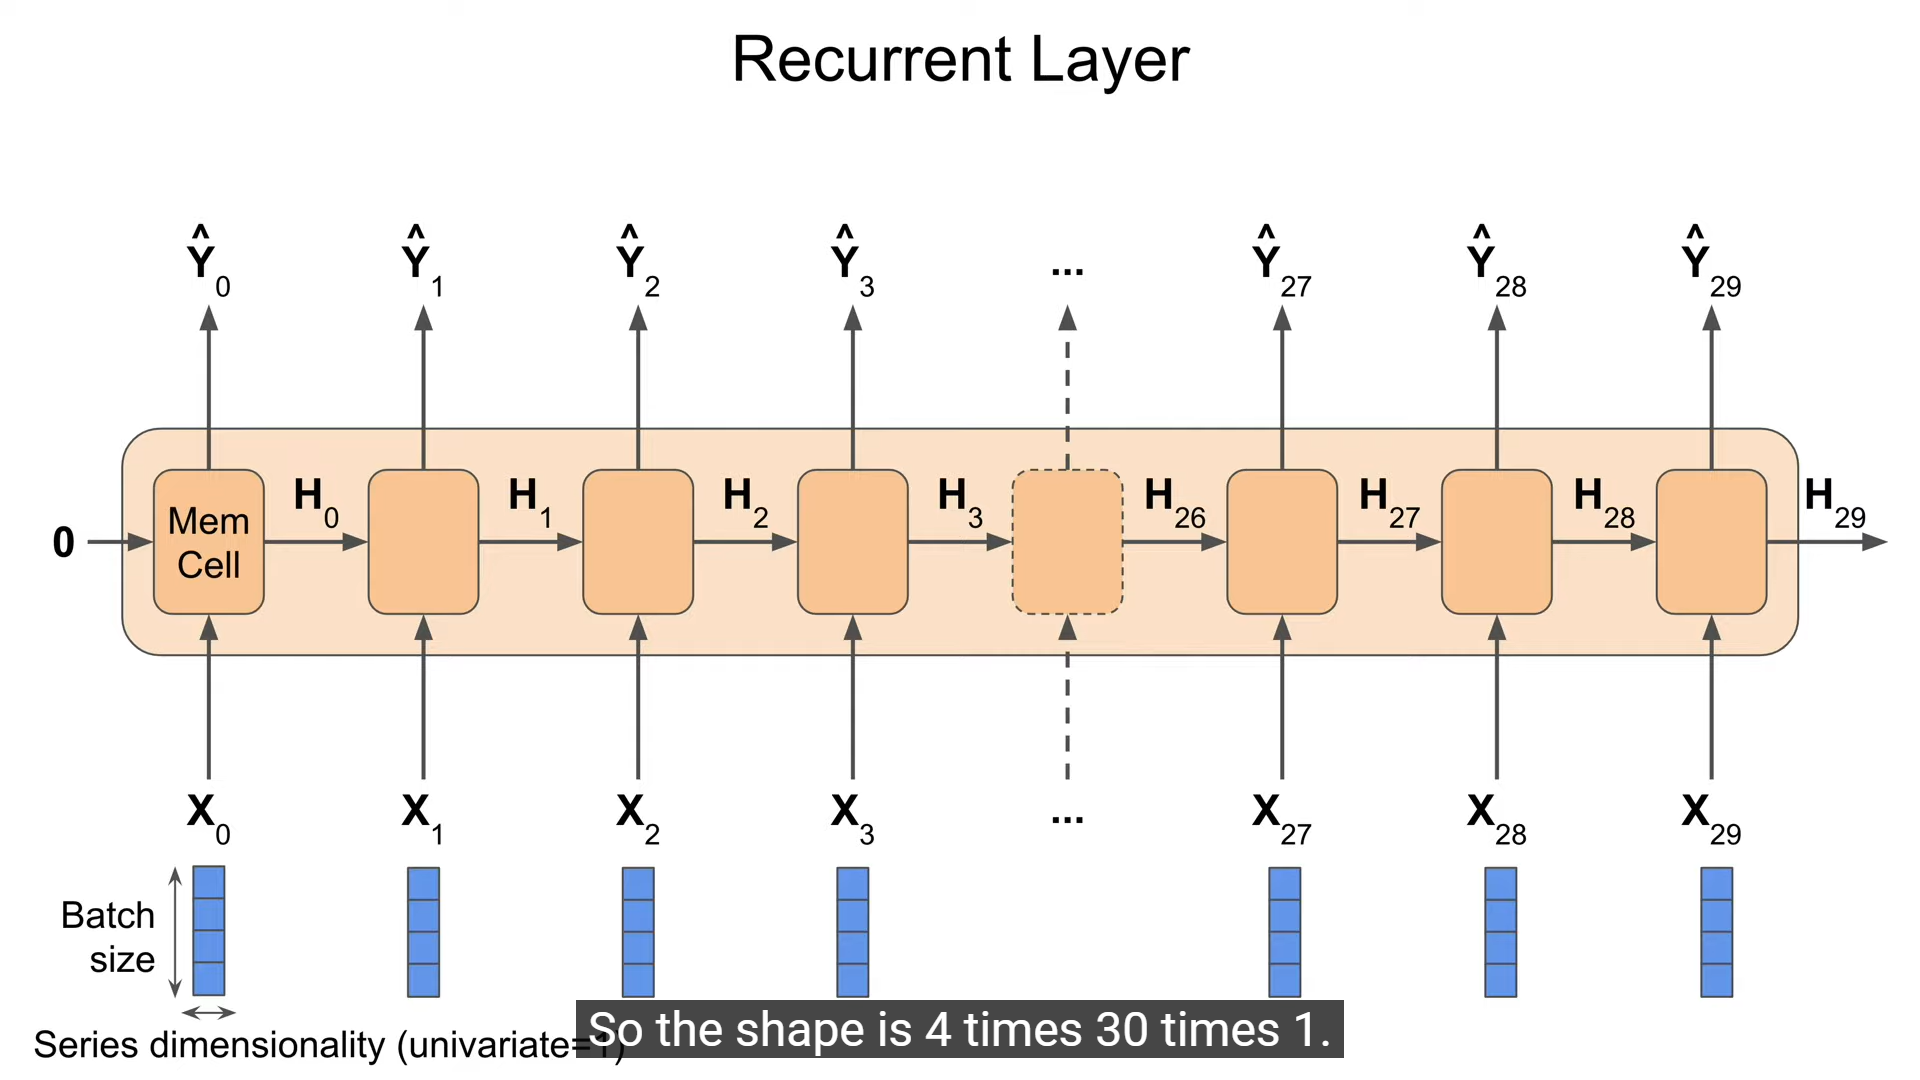 Recurrent Layer
Ŷ0 Ŷ1 Ŷ2 Ŷ3 ... Ŷ27 Ŷ28 Ŷ29
0 Mem Cell H0 H1 H2 H3 H26 H27 H28 H29
X0 X1 X2 X3 ... X27 X28 X29
Batch
size
Series dimensionality (univariate=1)
So the shape is 4 times 30 times 1.